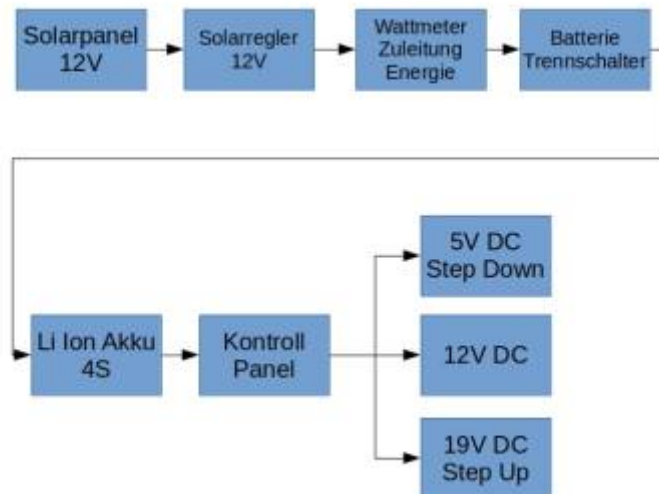 Solarpanel
12V
Solarregler
12V
Wattmeter
Zuleitung
Energie
Batterie
Trennschalter
Li Ion Akku
4S
Kontroll
Panel
5V DC
Step Down
12V DC
19V DC
Step Up